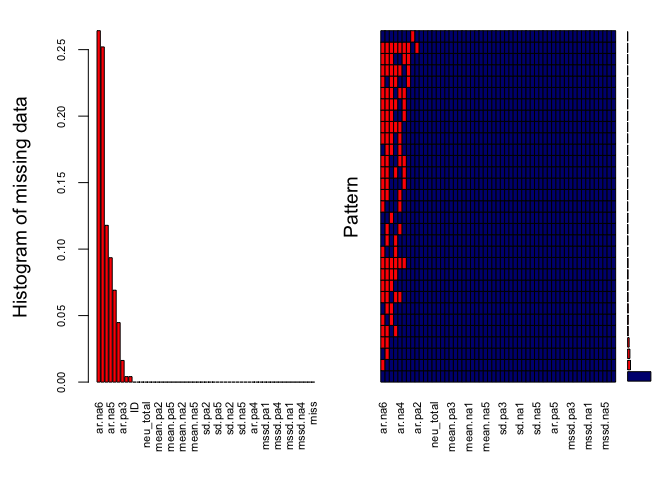 Histogram of missing data
0.00
0.05
0.10
0.15
0.20
0.25
ar.na6
ar.na5
ar.pa3
ID
neu_total
mean.pa2
mean.pa5
mean.na2
mean.na5
sd.pa2
sd.pa5
sd.na2
sd.na5
ar.pa4
mssd.pa1
mssd.pa4
mssd.na1
mssd.na4
miss
Pattern
ar.na6
ar.na4
ar.pa2
neu_total
mean.pa3
mean.na1
mean.na5
sd.pa3
sd.na1
sd.na5
ar.pa5
mssd.pa3
mssd.na1
mssd.na5